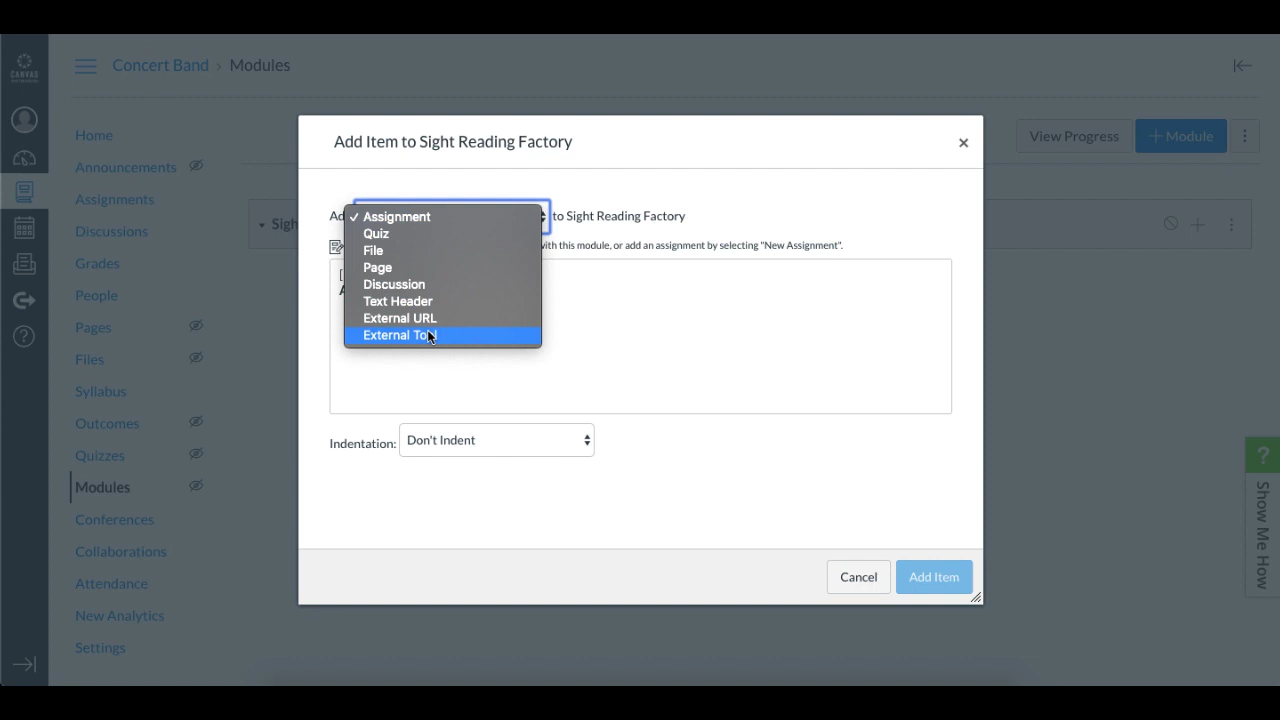 CANVAS
Concert Band › Modules
Home
Announcements
Assignments
Discussions
Grades
People
Pages
Files
Syllabus
Outcomes
Quizzes
Modules
Conferences
Collaborations
Attendance
New Analytics
Settings
View Progress
+ Module
Add Item to Sight Reading Factory
×
to Sight Reading Factory
✓ Assignment
Quiz
File
Page
Discussion
Text Header
External URL
External Tool
with this module, or add an assignment by selecting "New Assignment".
Indentation: Don't Indent
Cancel
Add Item
?
Show Me How